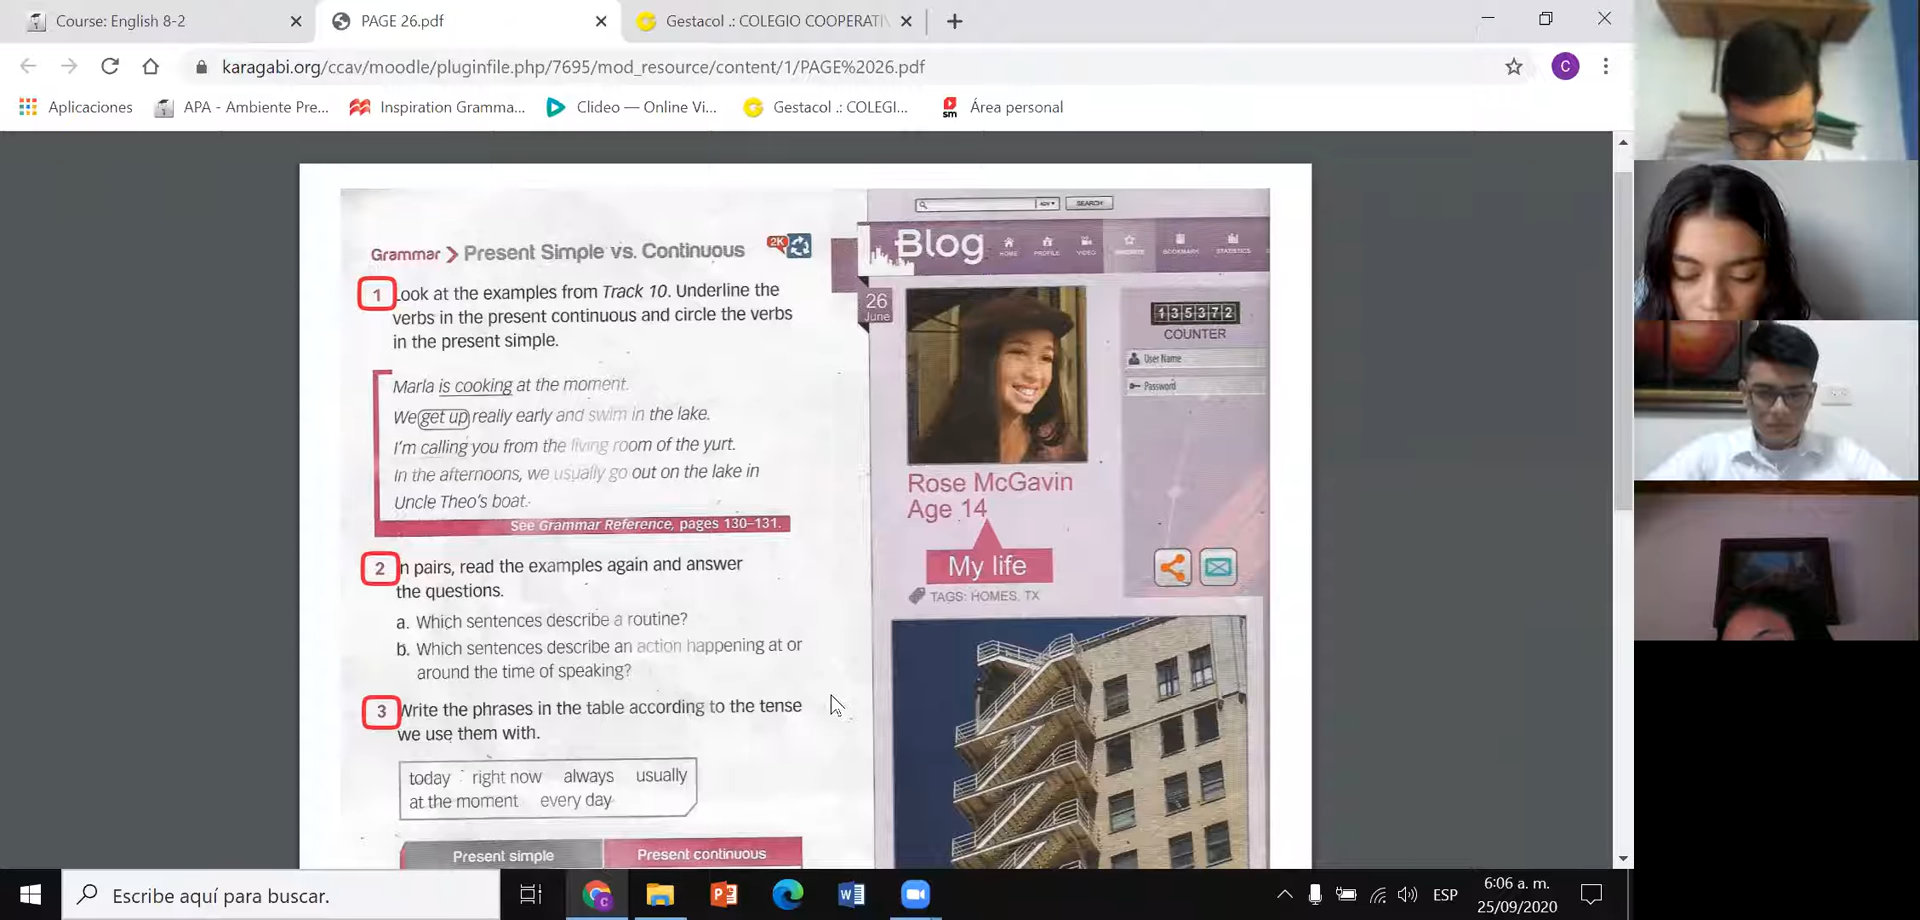 Course: English 8-2
PAGE 26.pdf
Gestacol .: COLEGIO COOPERATI
karagabi.org/ccav/moodle/pluginfile.php/7695/mod_resource/content/1/PAGE%2026.pdf
C
Aplicaciones
APA - Ambiente Pre...
Inspiration Gramma...
Clideo — Online Vi...
Gestacol .: COLEGI...
sm
Área personal
Grammar Present Simple vs. Continuous
2K
1 Look at the examples from Track 10. Underline the
verbs in the present continuous and circle the verbs
in the present simple.
Marla is cooking at the moment.
We get up really early and swim in the lake.
I'm calling you from the living room of the yurt.
In the afternoons, we usually go out on the lake in
Uncle Theo's boat.
See Grammar Reference, pages 130–131.
2 In pairs, read the examples again and answer
the questions.
a. Which sentences describe a routine?
b. Which sentences describe an action happening at or
around the time of speaking?
3 Write the phrases in the table according to the tense
we use them with.
today right now always usually
at the moment every day
Present simple Present continuous
SEARCH
Blog
HOME PROFILE VIDEO FAVORITE BOOKMARK STATISTICS
26
June
135372
COUNTER
User Name
Password
Rose McGavin
Age 14
My life
TAGS: HOMES, TX
Escribe aquí para buscar.
C
ESP
6:06 a. m.
25/09/2020